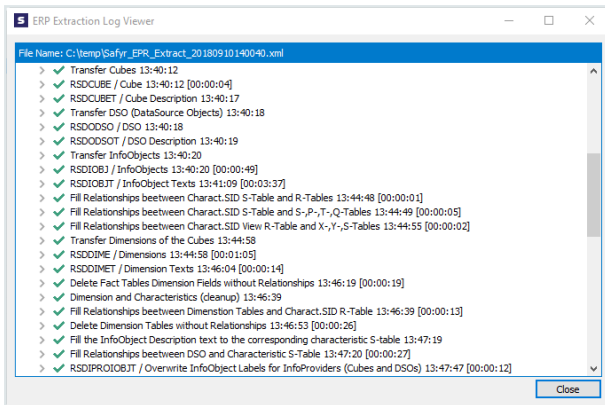 S ERP Extraction Log Viewer
File Name: C:\temp\Safyr_EPR_Extract_20180910140040.xml
Transfer Cubes 13:40:12
RSDCUBE / Cube 13:40:12 [00:00:04]
RSDCUBET / Cube Description 13:40:17
Transfer DSO (DataSource Objects) 13:40:18
RSDODSO / DSO 13:40:18
RSDODSOT / DSO Description 13:40:19
Transfer InfoObjects 13:40:20
RSDIOBJ / InfoObjects 13:40:20 [00:00:49]
RSDIOBJT / InfoObject Texts 13:41:09 [00:03:37]
Fill Relationships beetween Charact.SID S-Table and R-Tables 13:44:48 [00:00:01]
Fill Relationships beetween Charact.SID S-Table and S-,P-,T-,Q-Tables 13:44:49 [00:00:05]
Fill Relationships beetween Charact.SID View R-Table and X-,Y-,S-Tables 13:44:55 [00:00:02]
Transfer Dimensions of the Cubes 13:44:58
RSDDIME / Dimensions 13:44:58 [00:01:05]
RSDDIMET / Dimension Texts 13:46:04 [00:00:14]
Delete Fact Tables Dimension Fields without Relationships 13:46:19 [00:00:19]
Dimension and Characteristics (cleanup) 13:46:39
Fill Relationships beetween Dimenstion Tables and Charact.SID R-Table 13:46:39 [00:00:13]
Delete Dimension Tables without Relationships 13:46:53 [00:00:26]
Fill the InfoObject Description text to the corresponding characteristic S-table 13:47:19
Fill Relationships beetween DSO and Characteristic S-Table 13:47:20 [00:00:27]
RSDIPROIOBJT / Overwrite InfoObject Labels for InfoProviders (Cubes and DSOs) 13:47:47 [00:00:12]
Close